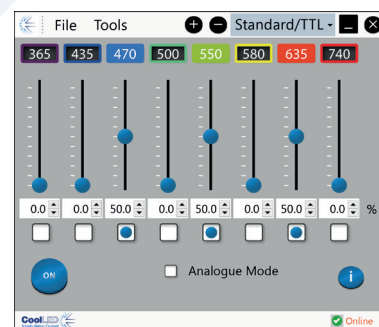 File Tools Standard/TTL
365 435 470 500 550 580 635 740
0.0 0.0 50.0 0.0 50.0 0.0 50.0 0.0 %
ON Analogue Mode i
CoolLED Online